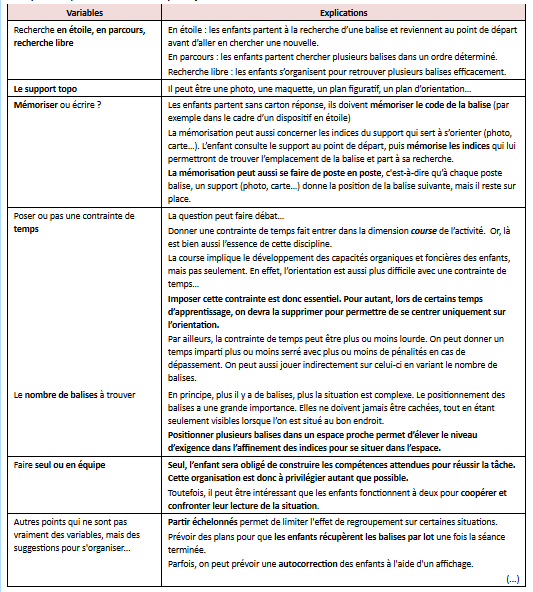 Variables
Explications
Recherche en étoile, en parcours,
recherche libre
En étoile : les enfants partent à la recherche d'une balise et reviennent au point de départ
avant d'aller en chercher une nouvelle.
En parcours : les enfants partent chercher plusieurs balises dans un ordre déterminé.
Recherche libre : les enfants s'organisent pour retrouver plusieurs balises efficacement.
Le support topo
Il peut être une photo, une maquette, un plan figuratif, un plan d'orientation...
Mémoriser ou écrire ?
Les enfants partent sans carton réponse, ils doivent mémoriser le code de la balise (par
exemple dans le cadre d'un dispositif en étoile)
La mémorisation peut aussi concerner les indices du support qui sert à s'orienter (photo,
carte...). L'enfant consulte le support au point de départ, puis mémorise les indices qui lui
permettront de trouver l'emplacement de la balise et part à sa recherche.
La mémorisation peut aussi se faire de poste en poste, c'est-à-dire qu'à chaque poste
balise, un support (photo, carte...) donne la position de la balise suivante, mais il reste sur
place.
Poser ou pas une contrainte de
temps
La question peut faire débat...
Donner une contrainte de temps fait entrer dans la dimension course de l'activité. Or, là
est bien aussi l'essence de cette discipline.
La course implique le développement des capacités organiques et foncières des enfants,
mais pas seulement. En effet, l'orientation est aussi plus difficile avec une contrainte de
temps...
Imposer cette contrainte est donc essentiel. Pour autant, lors de certains temps
d'apprentissage, on devra la supprimer pour permettre de se centrer uniquement sur
l'orientation.
Par ailleurs, la contrainte de temps peut être plus ou moins lourde. On peut donner un
temps imparti plus ou moins serré avec plus ou moins de pénalités en cas de
dépassement. On peut aussi jouer indirectement sur celui-ci en variant le nombre de
balises.
Le nombre de balises à trouver
En principe, plus il y a de balises, plus la situation est complexe. Le positionnement des
balises a une grande importance. Elles ne doivent jamais être cachées, tout en étant
seulement visibles lorsque l'on est situé au bon endroit.
Positionner plusieurs balises dans un espace proche permet d'élever le niveau
d'exigence dans l'affinement des indices pour se situer dans l'espace.
Faire seul ou en équipe
Seul, l'enfant sera obligé de construire les compétences attendues pour réussir la tâche.
Cette organisation est donc à privilégier autant que possible.
Toutefois, il peut être intéressant que les enfants fonctionnent à deux pour coopérer et
confronter leur lecture de la situation.
Autres points qui ne sont pas
vraiment des variables, mais des
suggestions pour s'organiser...
Partir échelonnés permet de limiter l'effet de regroupement sur certaines situations.
Prévoir des plans pour que les enfants récupèrent les balises par lot une fois la séance
terminée.
Parfois, on peut prévoir une autocorrection des enfants à l'aide d'un affichage.
(...)